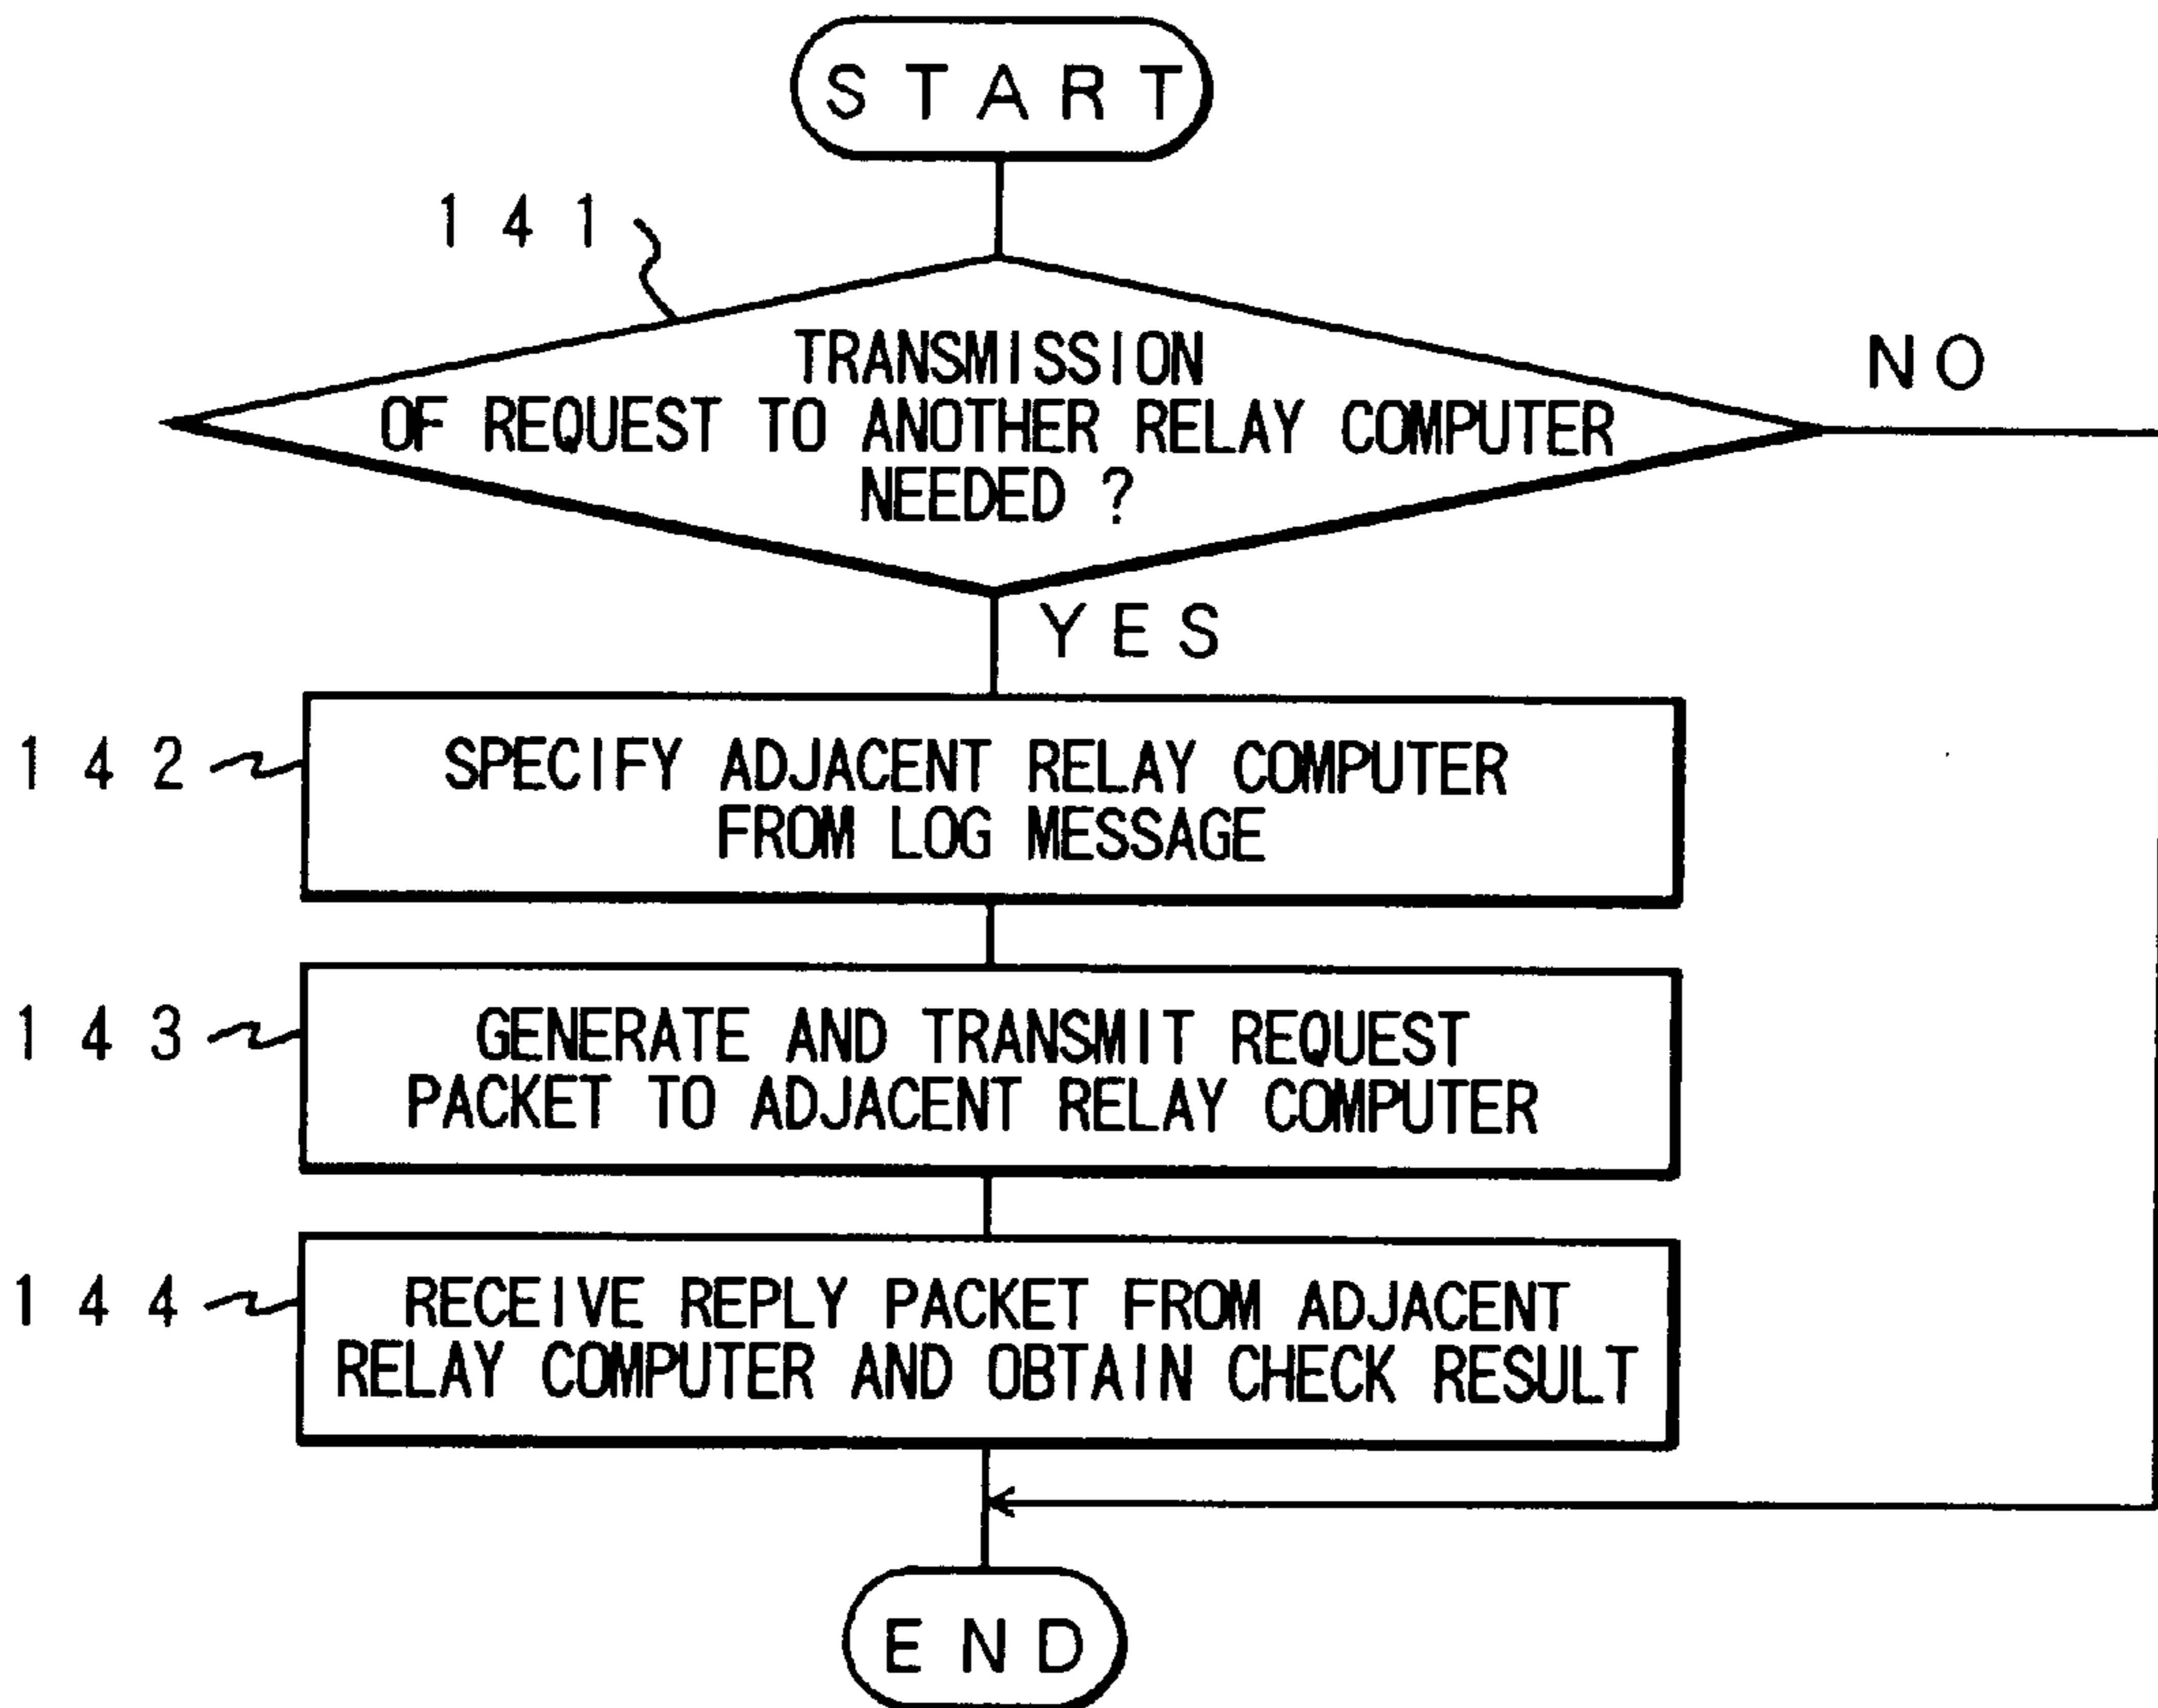 START
141
TRANSMISSION
OF REQUEST TO ANOTHER RELAY COMPUTER
NEEDED ?
NO
YES
142
SPECIFY ADJACENT RELAY COMPUTER
FROM LOG MESSAGE
143
GENERATE AND TRANSMIT REQUEST
PACKET TO ADJACENT RELAY COMPUTER
144
RECEIVE REPLY PACKET FROM ADJACENT
RELAY COMPUTER AND OBTAIN CHECK RESULT
END